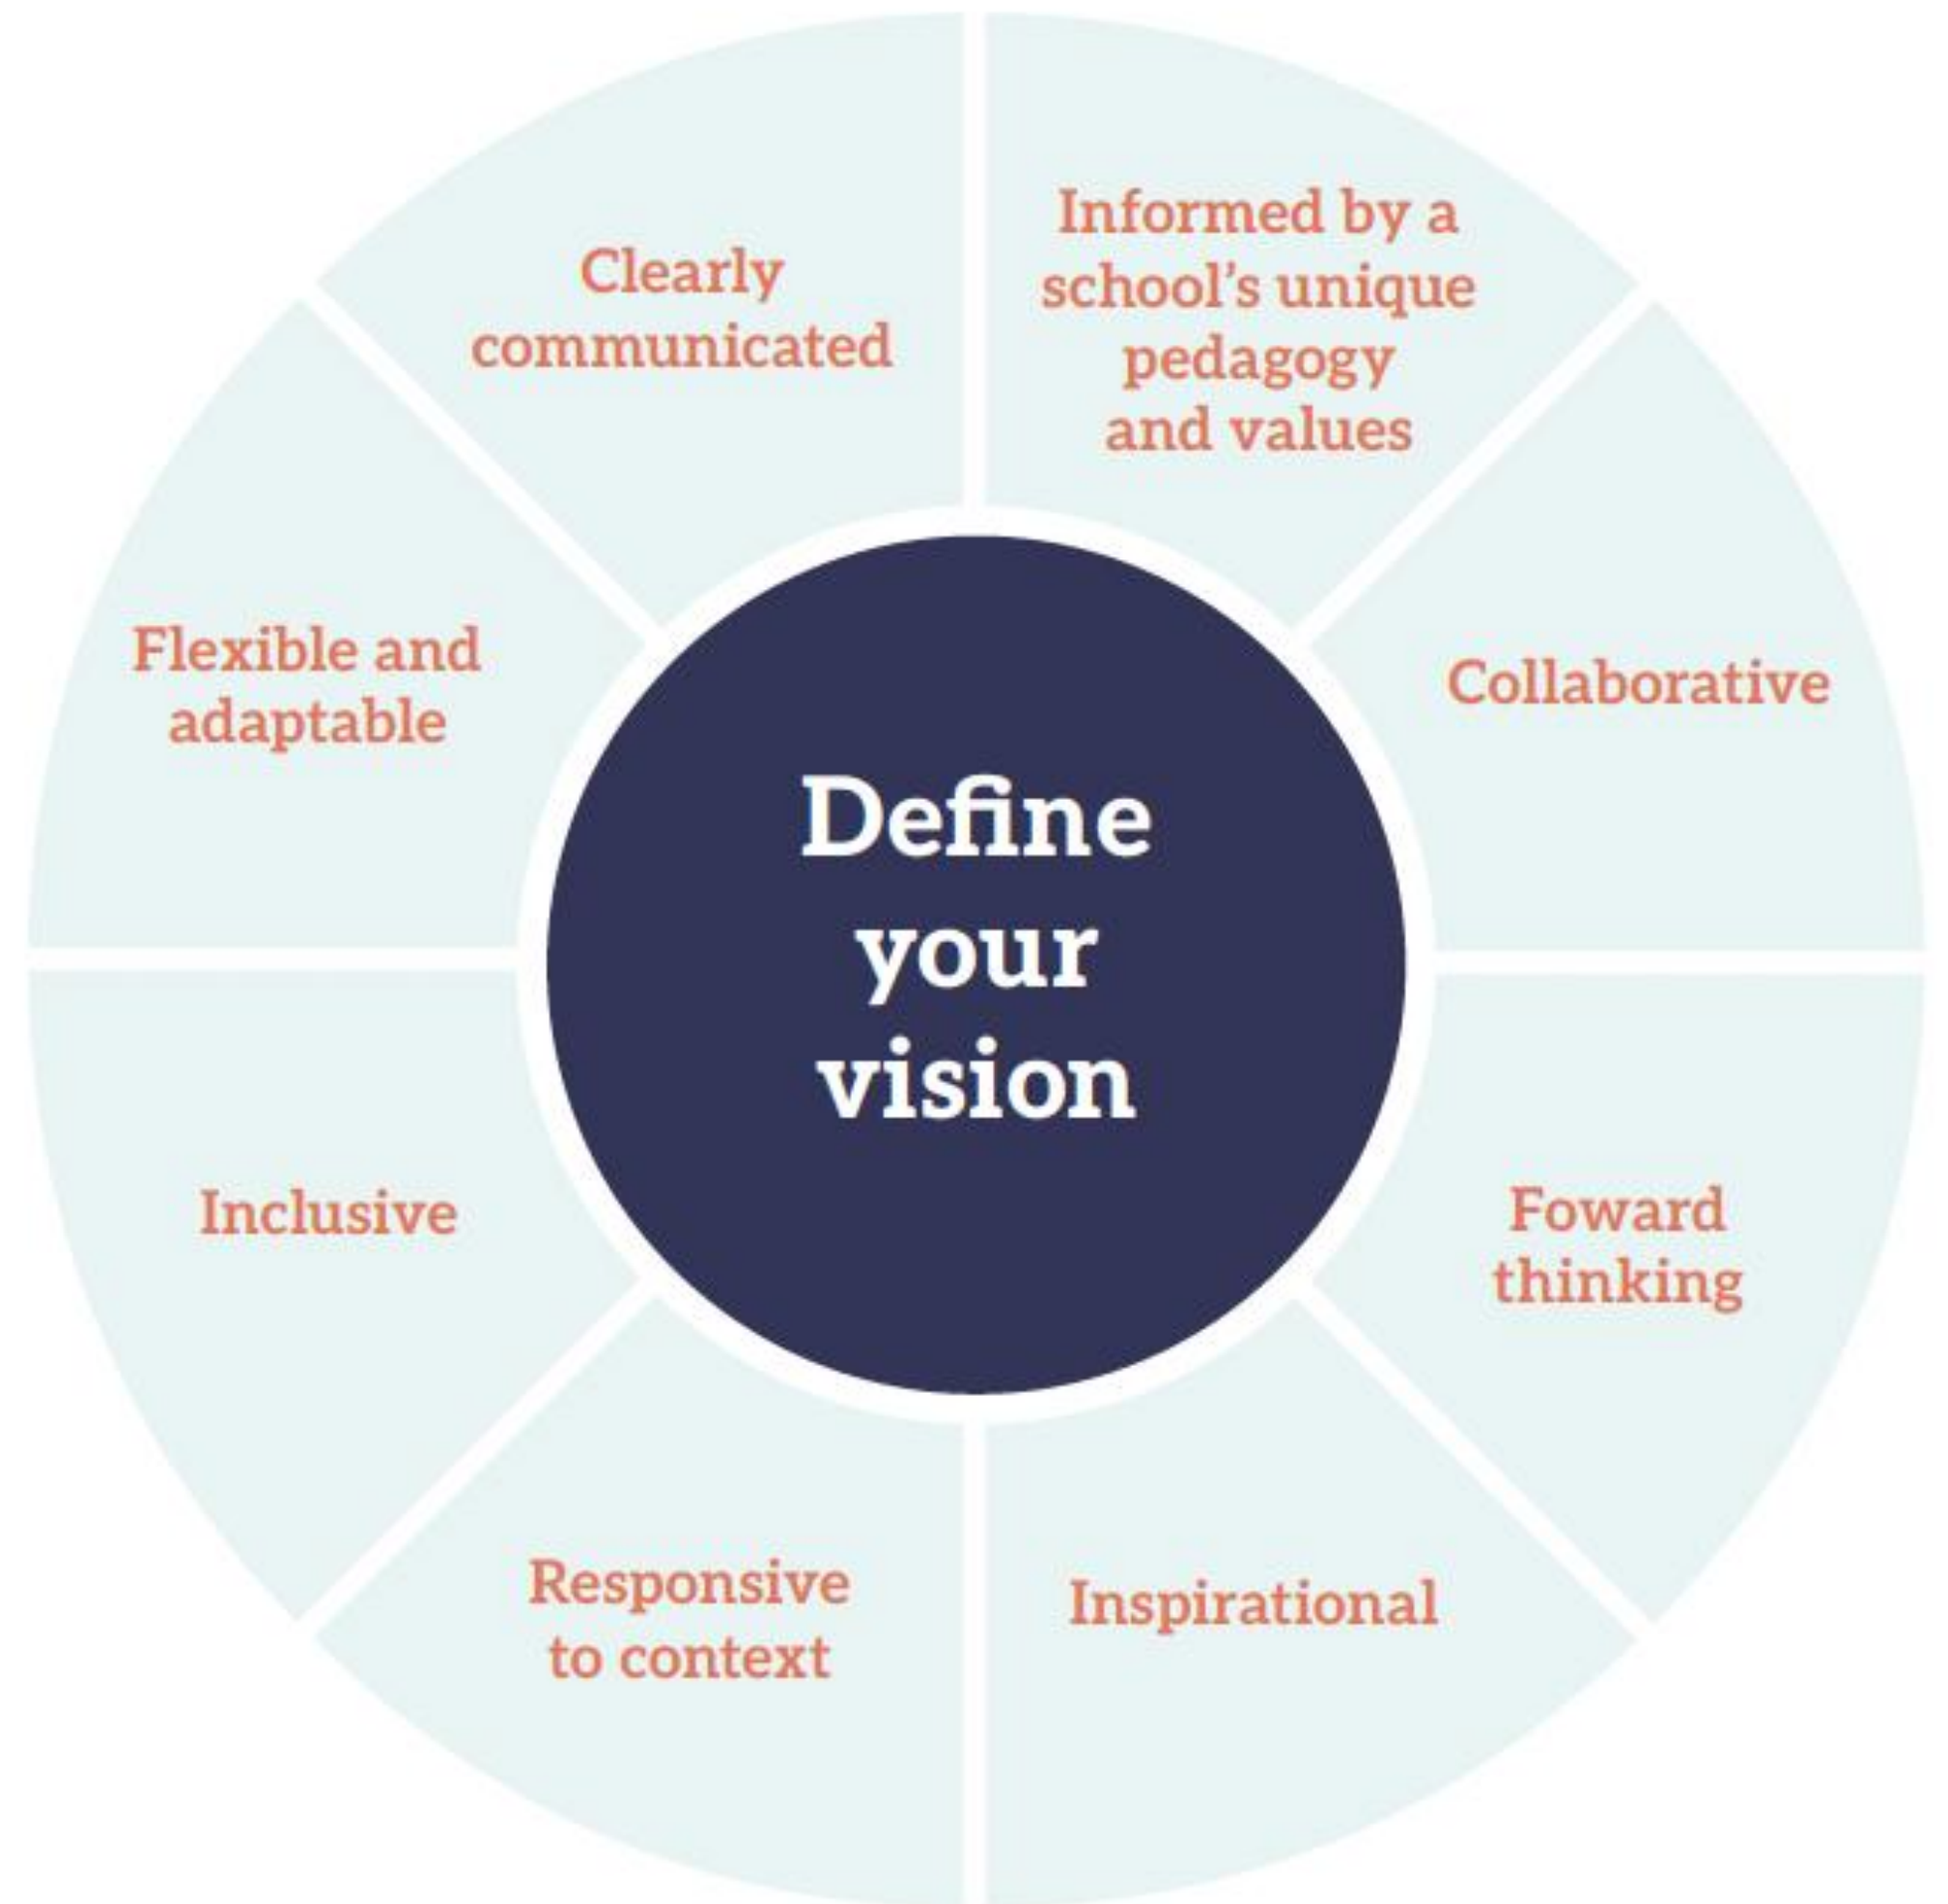 Define
your
vision
Informed by a
school's unique
pedagogy
and values
Collaborative
Foward
thinking
Inspirational
Responsive
to context
Inclusive
Flexible and
adaptable
Clearly
communicated